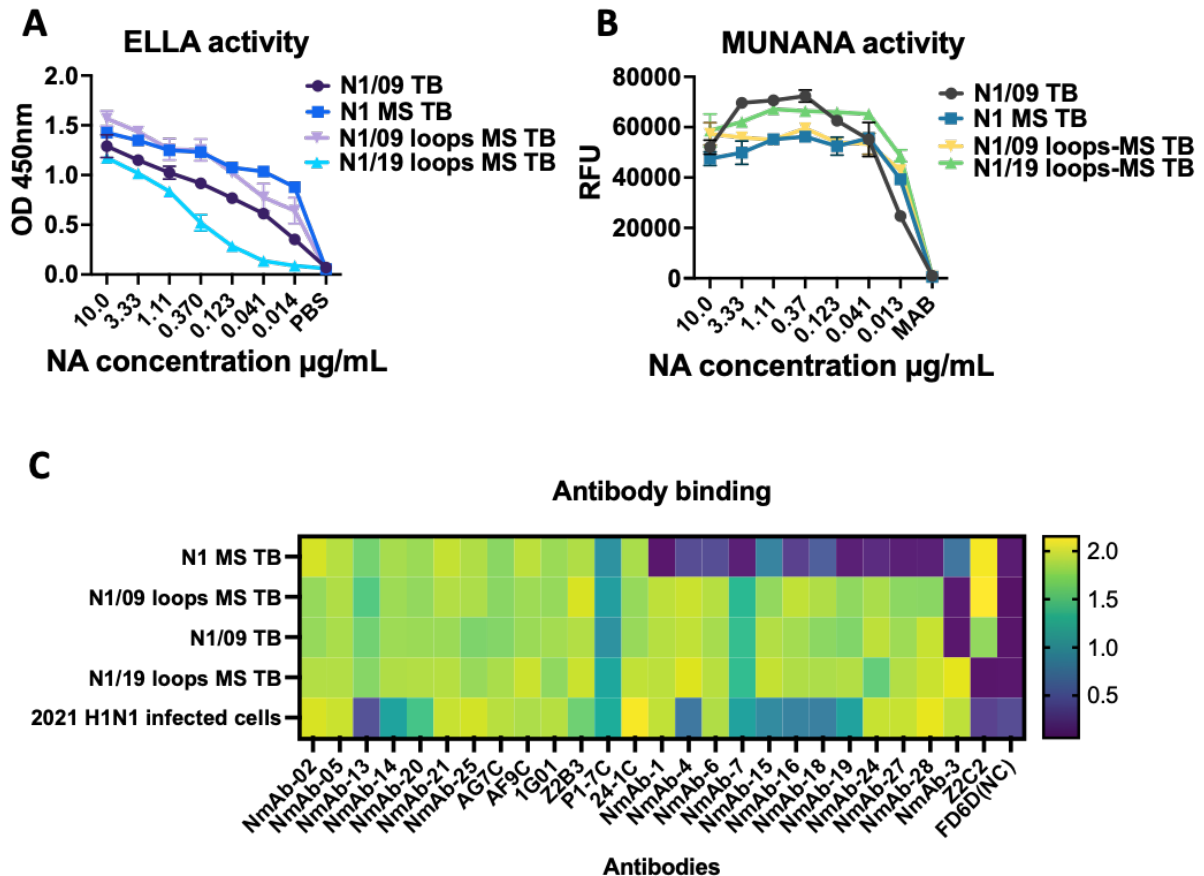 A
ELLA activity
OD 450nm
2.0
1.5
1.0
0.5
0.0
10.0
3.33
1.11
0.370
0.123
0.041
0.014
PBS
NA concentration µg/mL
N1/09 TB
N1 MS TB
N1/09 loops MS TB
N1/19 loops MS TB
B
MUNANA activity
RFU
80000
60000
40000
20000
0
10.0
3.33
1.11
0.37
0.123
0.041
0.013
MAB
NA concentration µg/mL
N1/09 TB
N1 MS TB
N1/09 loops-MS TB
N1/19 loops-MS TB
C
Antibody binding
N1 MS TB
N1/09 loops MS TB
N1/09 TB
N1/19 loops MS TB
2021 H1N1 infected cells
NmAb-02
NmAb-05
NmAb-13
NmAb-14
NmAb-20
NmAb-21
NmAb-25
AG7C
AF9C
1G01
Z2B3
P1-7C
24-1C
NmAb-1
NmAb-4
NmAb-6
NmAb-7
NmAb-15
NmAb-16
NmAb-18
NmAb-19
NmAb-24
NmAb-27
NmAb-28
NmAb-3
Z2C2
FD6D(NC)
Antibodies
2.0
1.5
1.0
0.5